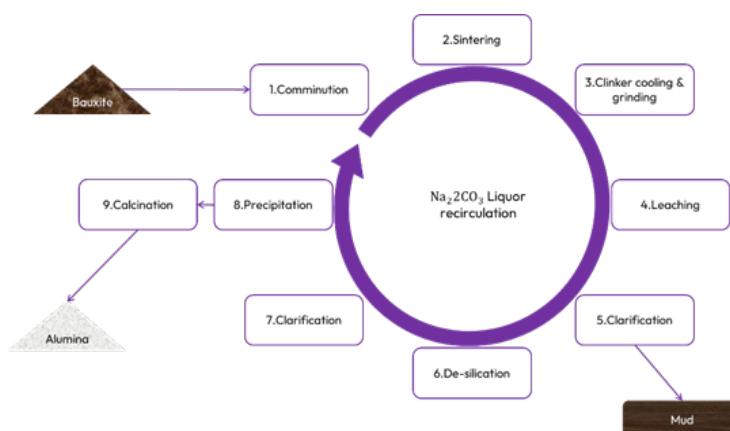 2.Sintering
Bauxite
1.Comminution
3.Clinker cooling &
grinding
Na₂2CO₃ Liquor
recirculation
9.Calcination
8.Precipitation
4.Leaching
Alumina
7.Clarification
5.Clarification
6.De-silication
Mud